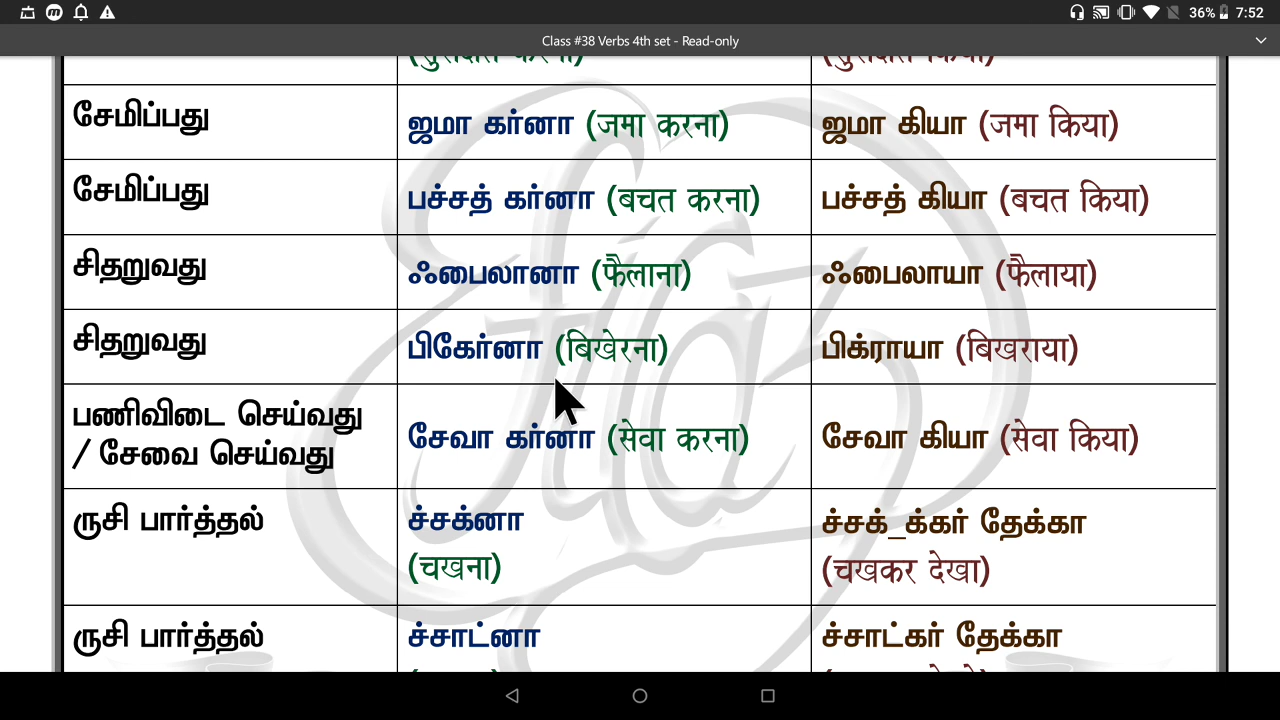 36% 7:52
Class #38 Verbs 4th set - Read-only
சேமிப்பது ஜமா கர்னா (जमा करना) ஜமா கியா (जमा किया)
சேமிப்பது பச்சத் கர்னா (बचत करना) பச்சத் கியா (बचत किया)
சிதறுவது ஃபைலானா (फैलाना) ஃபைலாயா (फैलाया)
சிதறுவது பிகேர்னா (बिखेरना) பிக்ராயா (बिखराया)
பணிவிடை செய்வது
/ சேவை செய்வது
சேவா கர்னா (सेवा करना) சேவா கியா (सेवा किया)
ருசி பார்த்தல் ச்சக்னா ச்சக்_க்கர் தேக்கா
(चखना) (चखकर देखा)
ருசி பார்த்தல் ச்சாட்னா ச்சாட்கர் தேக்கா